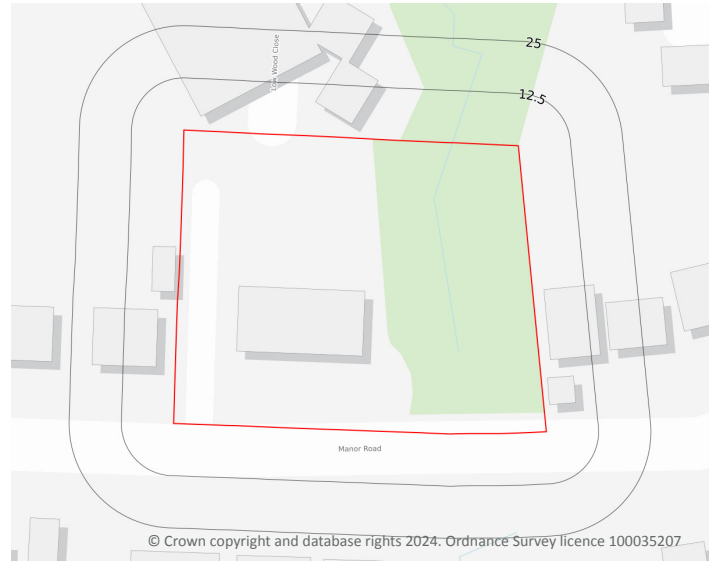 25
Low Wood Close
12.5
Manor Road
© Crown copyright and database rights 2024. Ordnance Survey licence 100035207